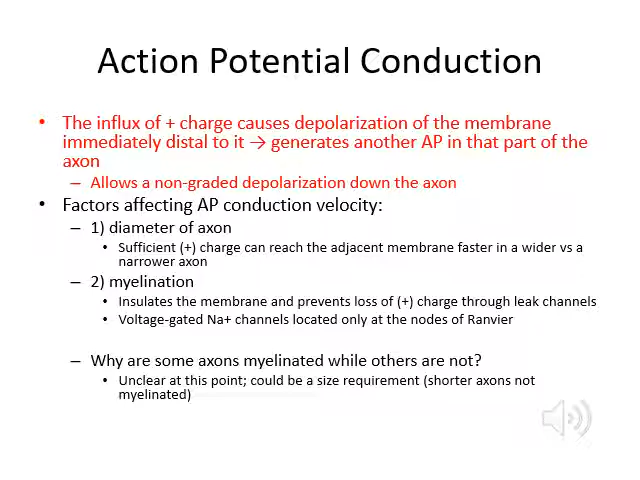 Action Potential Conduction
• The influx of + charge causes depolarization of the membrane
immediately distal to it → generates another AP in that part of the
axon
– Allows a non-graded depolarization down the axon
• Factors affecting AP conduction velocity:
– 1) diameter of axon
• Sufficient (+) charge can reach the adjacent membrane faster in a wider vs a
narrower axon
– 2) myelination
• Insulates the membrane and prevents loss of (+) charge through leak channels
• Voltage-gated Na+ channels located only at the nodes of Ranvier
– Why are some axons myelinated while others are not?
• Unclear at this point; could be a size requirement (shorter axons not
myelinated)